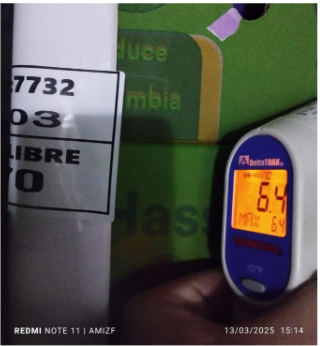 duce
mbia
7732
03
LIBRE
70
Hass
DeltaTRAK®
°C
6.4
MAX 6.4
°C/°F
REDMI NOTE 11 | AMIZF
13/03/2025 15:14